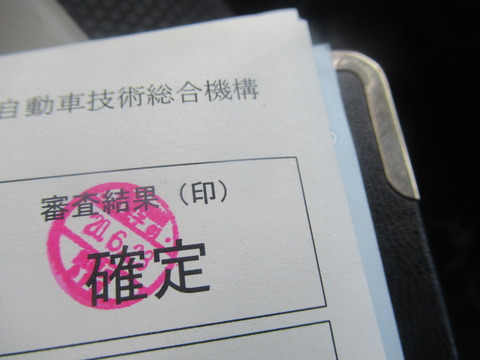 自動車技術総合機構
審査結果（印）
確定